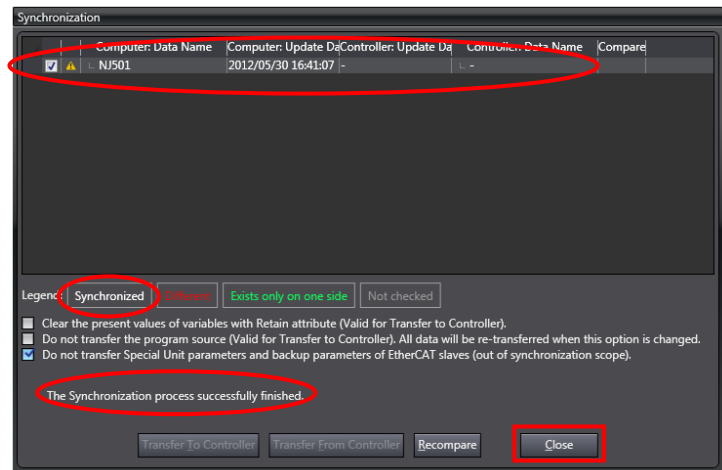 Synchronization
Computer: Data Name Computer: Update Da Controller: Update Da Controller: Data Name Compare
NJ501 2012/05/30 16:41:07 - -
Legend: Synchronized Different Exists only on one side Not checked
Clear the present values of variables with Retain attribute (Valid for Transfer to Controller).
Do not transfer the program source (Valid for Transfer to Controller). All data will be re-transferred when this option is changed.
Do not transfer Special Unit parameters and backup parameters of EtherCAT slaves (out of synchronization scope).
The Synchronization process successfully finished.
Transfer To Controller Transfer From Controller Recompare Close